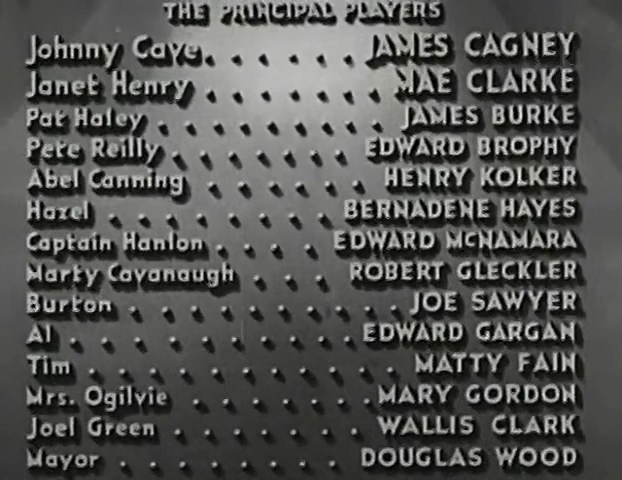 THE PRINCIPAL PLAYERS
Johnny Cave. . . . . . JAMES CAGNEY
Janet Henry . . . . . . . MAE CLARKE
Pat Haley . . . . . . . . . JAMES BURKE
Pete Reilly . . . . . . . EDWARD BROPHY
Abel Canning . . . . . . HENRY KOLKER
Hazel . . . . . . . . BERNADENE HAYES
Captain Hanlon . . . . EDWARD McNAMARA
Marty Cavanaugh . . . ROBERT GLECKLER
Burton . . . . . . . . . . JOE SAWYER
Al . . . . . . . . . EDWARD GARGAN
Tim . . . . . . . . . . MATTY FAIN
Mrs. Ogilvie . . . . . . MARY GORDON
Joel Green . . . . . . . WALLIS CLARK
Mayor . . . . . . . . DOUGLAS WOOD